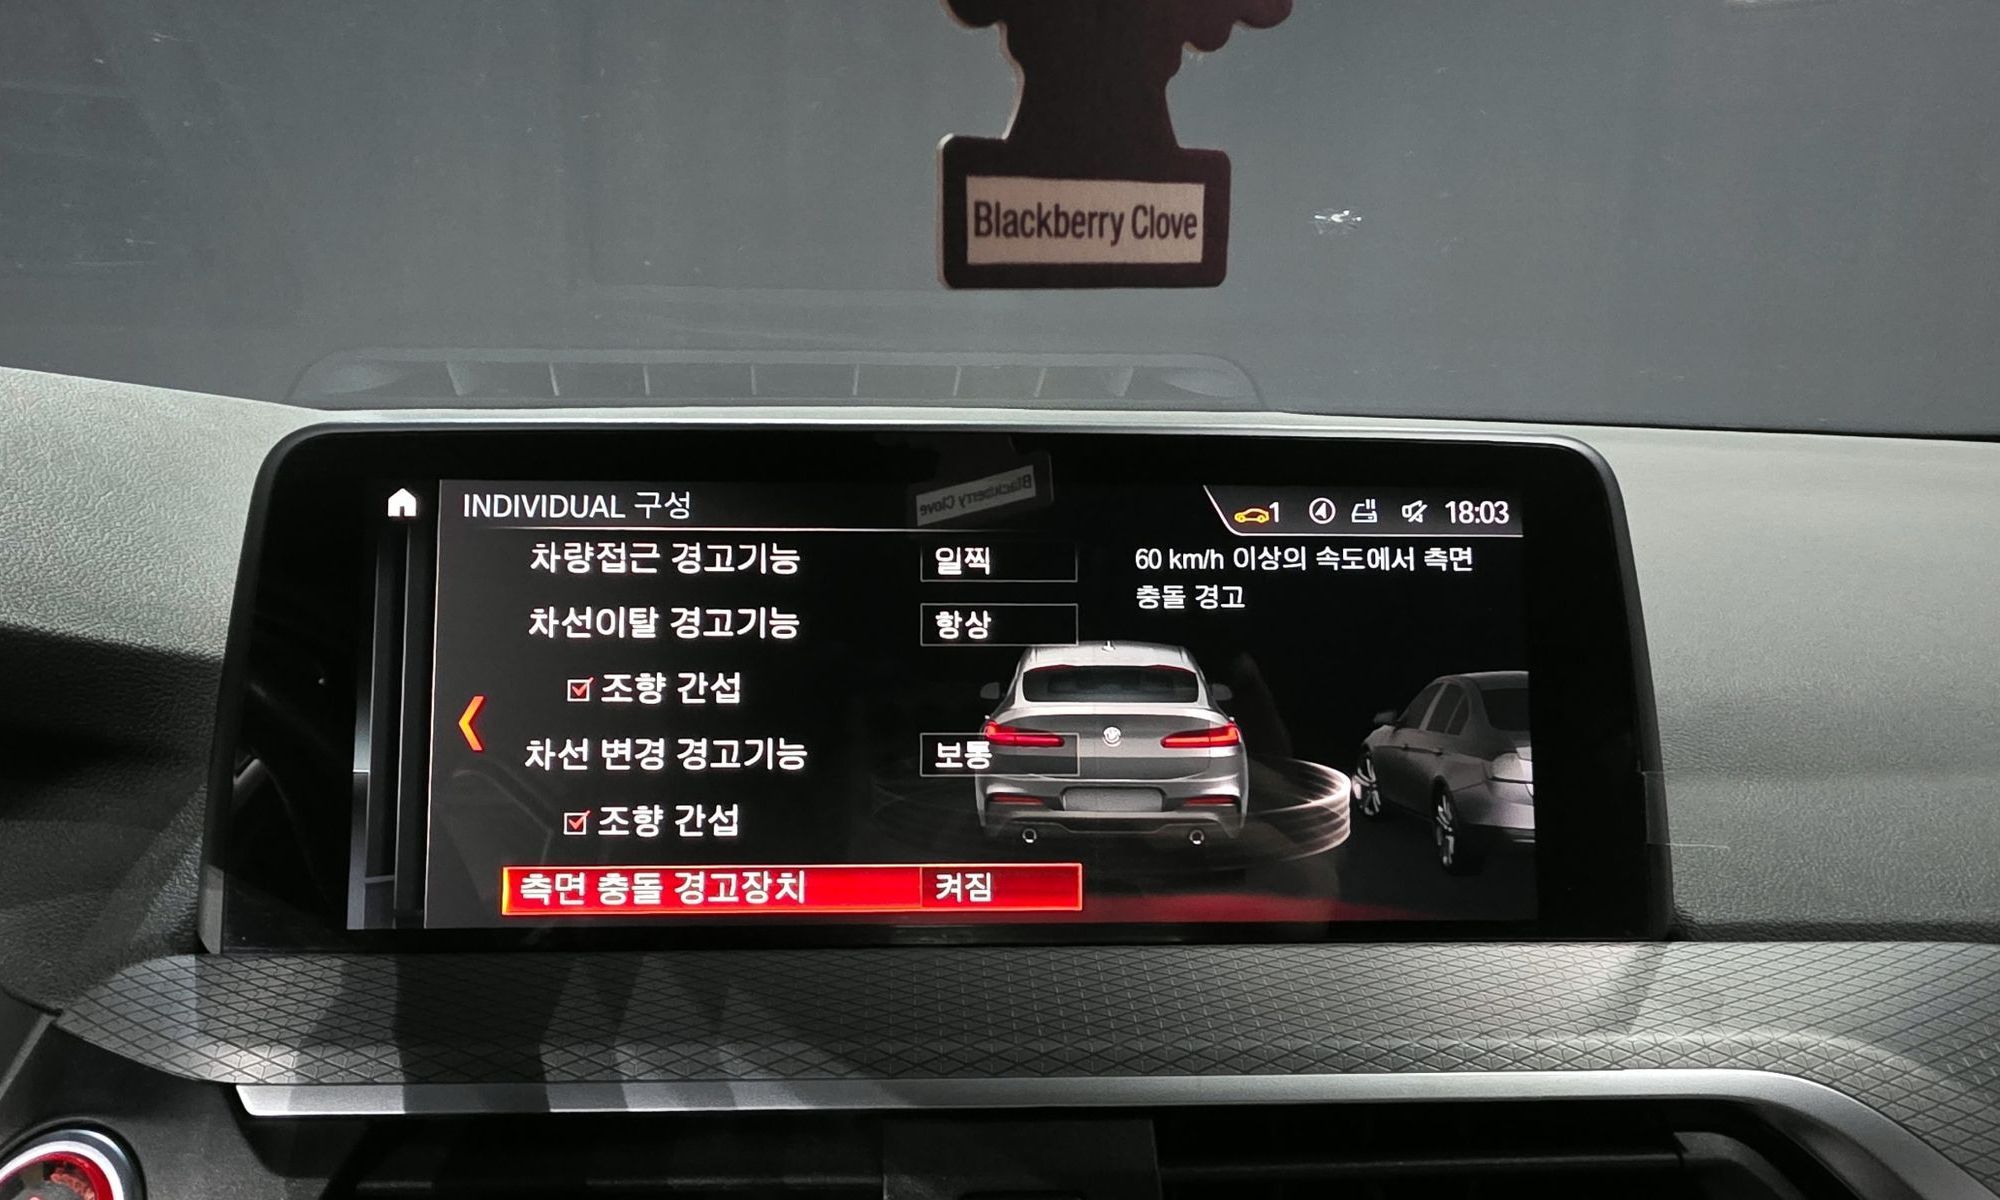 Blackberry Clove
Blackberry Clove
INDIVIDUAL 구성
1 18:03
차량접근 경고기능 일찍
차선이탈 경고기능 항상
조향 간섭
차선 변경 경고기능 보통
조향 간섭
측면 충돌 경고장치 켜짐
60 km/h 이상의 속도에서 측면
충돌 경고